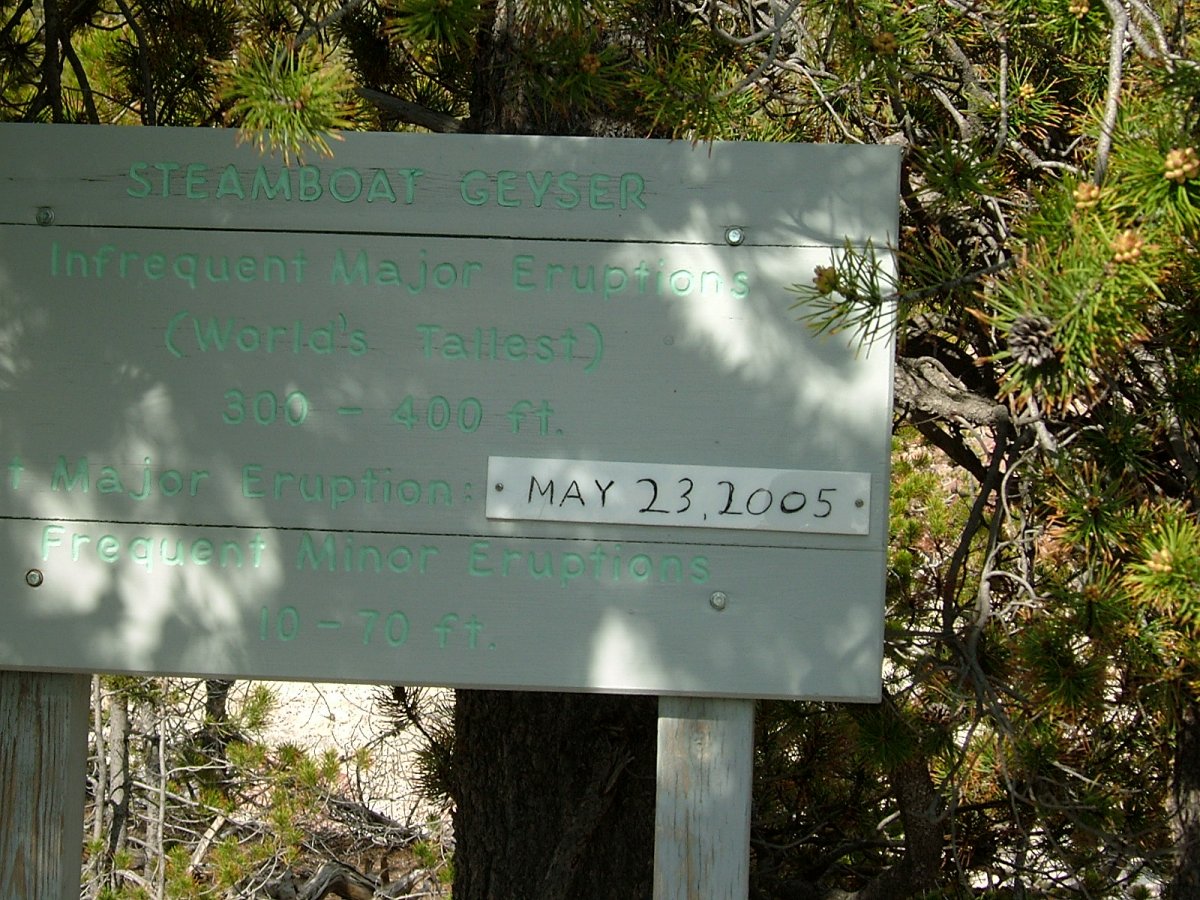 STEAMBOAT GEYSER
Infrequent Major Eruptions
(World's Tallest)
300 - 400 ft.
t Major Eruption: MAY 23, 2005
Frequent Minor Eruptions
10 - 70 ft.